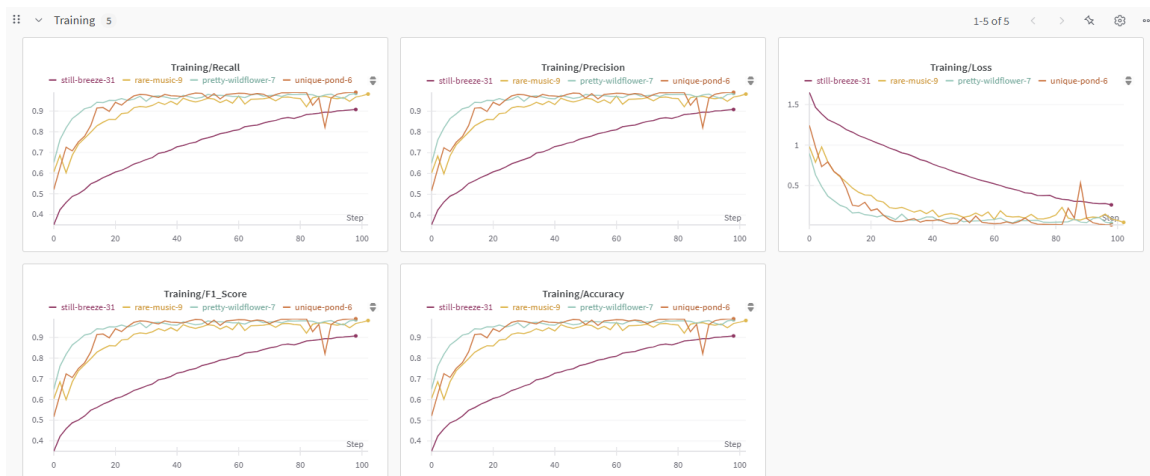 Training 5 1-5 of 5
Training/Recall
still-breeze-31 rare-music-9 pretty-wildflower-7 unique-pond-6
0.9
0.8
0.7
0.6
0.5
0.4
Step
0 20 40 60 80 100
Training/Precision
still-breeze-31 rare-music-9 pretty-wildflower-7 unique-pond-6
0.9
0.8
0.7
0.6
0.5
0.4
Step
0 20 40 60 80 100
Training/Loss
still-breeze-31 rare-music-9 pretty-wildflower-7 unique-pond-6
1.5
1
0.5
Step
0 20 40 60 80 100
Training/F1_Score
still-breeze-31 rare-music-9 pretty-wildflower-7 unique-pond-6
0.9
0.8
0.7
0.6
0.5
0.4
Step
0 20 40 60 80 100
Training/Accuracy
still-breeze-31 rare-music-9 pretty-wildflower-7 unique-pond-6
0.9
0.8
0.7
0.6
0.5
0.4
Step
0 20 40 60 80 100